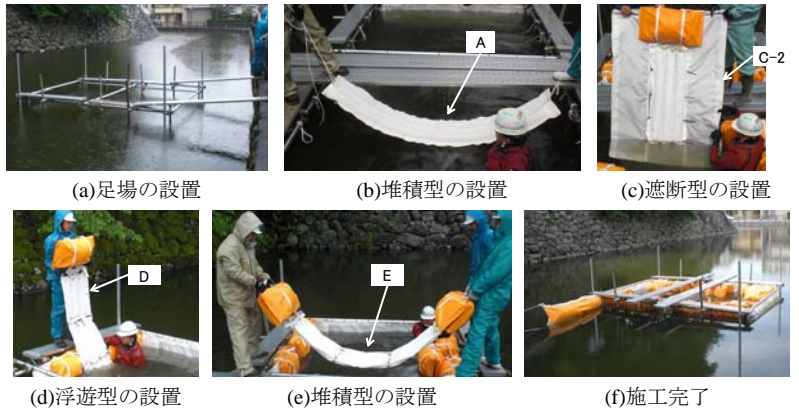 A
C-2
(a)足場の設置
(b)堆積型の設置
(c)遮断型の設置
D
E
(d)浮遊型の設置
(e)堆積型の設置
(f)施工完了